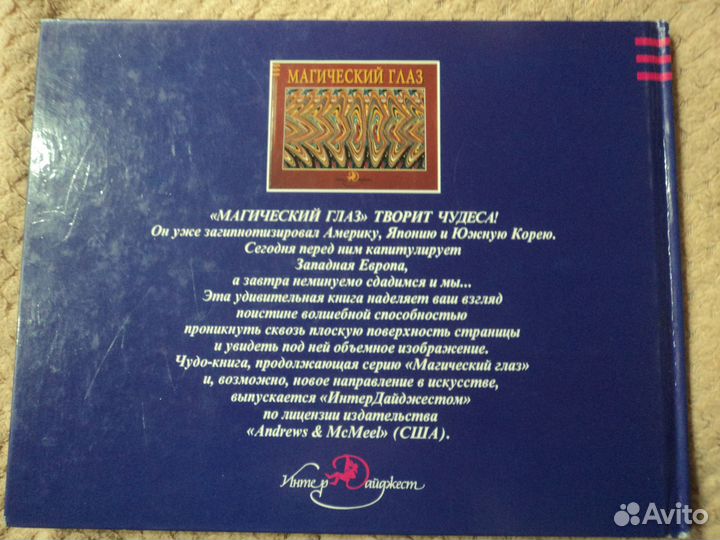 МАГИЧЕСКИЙ ГЛАЗ
«МАГИЧЕСКИЙ ГЛАЗ» ТВОРИТ ЧУДЕСА!
Он уже загипнотизировал Америку, Японию и Южную Корею.
Сегодня перед ним капитулирует
Западная Европа,
а завтра неминуемо сдадимся и мы...
Эта удивительная книга наделяет ваш взгляд
поистине волшебной способностью
проникнуть сквозь плоскую поверхность страницы
и увидеть под ней объемное изображение.
Чудо-книга, продолжающая серию «Магический глаз»
и, возможно, новое направление в искусстве,
выпускается «ИнтерДайджестом»
по лицензии издательства
«Andrews & McMeel» (США).
Интер Дайджест
Avito